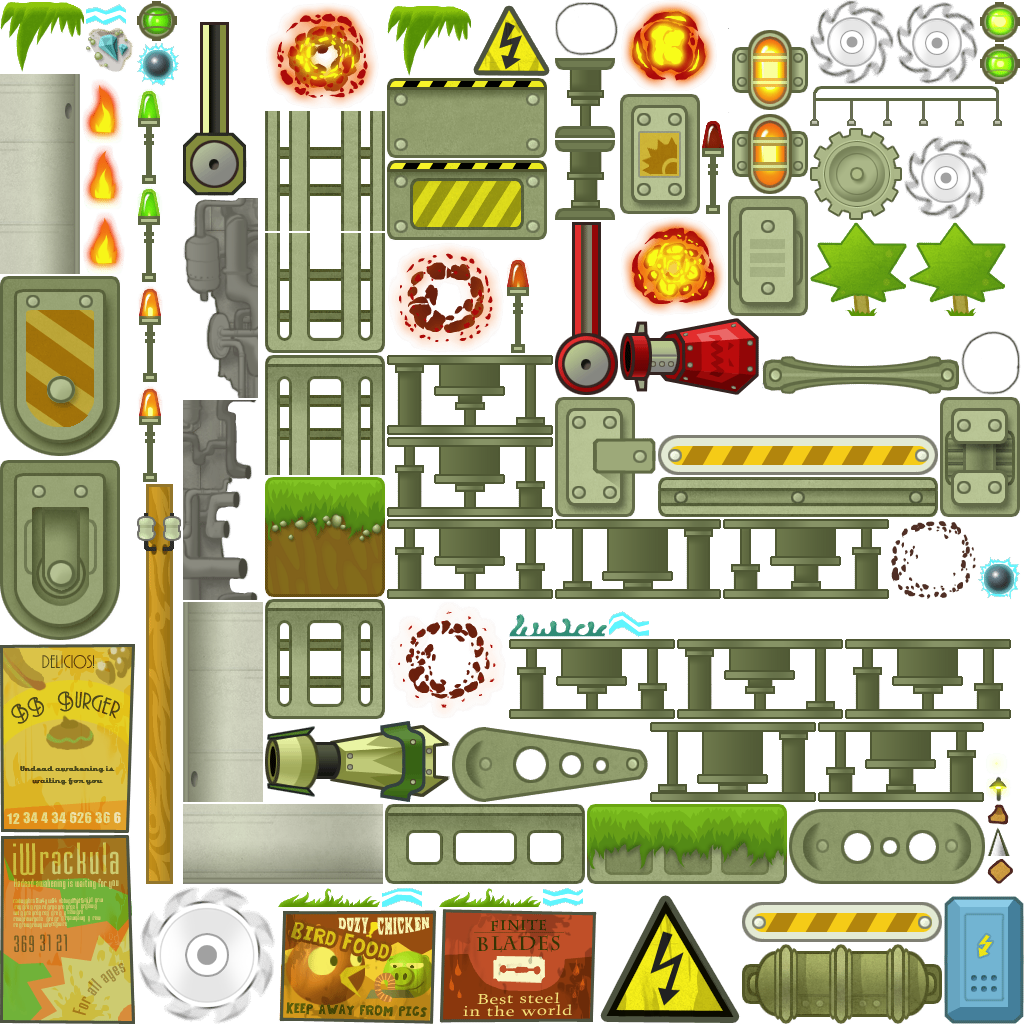 DELICIOS!
BB BURGER
Undead awakening is
waiting for you
12 34 4 34 626 36 6
iWrackula
Undead awakening is waiting for you
369 31 21
For all ages
DOZY CHICKEN
BIRD FOOD
KEEP AWAY FROM PIGS
FINITE
BLADES
Best steel
in the world